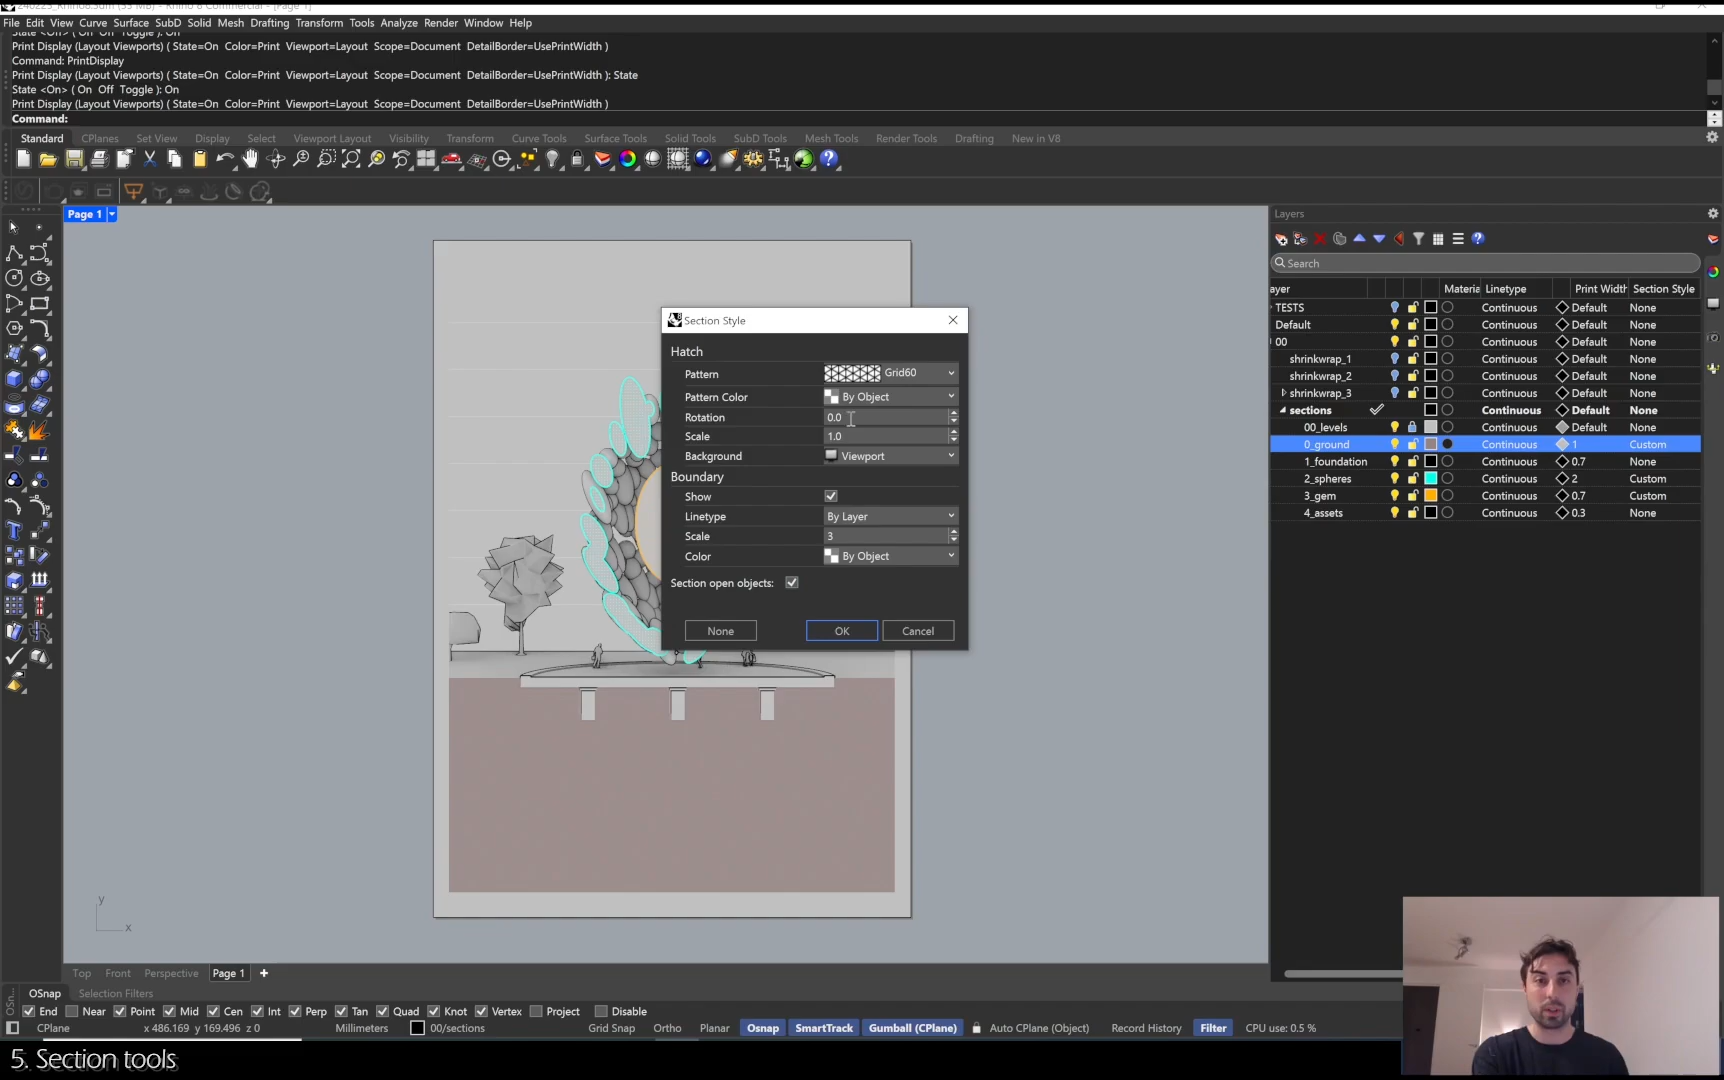 File Edit View Curve Surface SubD Solid Mesh Drafting Transform Tools Analyze Render Window Help
State <On> ( On Off Toggle ): On
Print Display (Layout Viewports) ( State=On Color=Print Viewport=Layout Scope=Document DetailBorder=UsePrintWidth )
Command: PrintDisplay
Print Display (Layout Viewports) ( State=On Color=Print Viewport=Layout Scope=Document DetailBorder=UsePrintWidth ): State
State <On> ( On Off Toggle ): On
Print Display (Layout Viewports) ( State=On Color=Print Viewport=Layout Scope=Document DetailBorder=UsePrintWidth )
Command:
Standard CPlanes Set View Display Select Viewport Layout Visibility Transform Curve Tools Surface Tools Solid Tools SubD Tools Mesh Tools Render Tools Drafting New in V8
Page 1
Layers
Search
ayer Materia Linetype Print Width Section Style
TESTS Continuous Default None
Default Continuous Default None
00 Continuous Default None
shrinkwrap_1 Continuous Default None
shrinkwrap_2 Continuous Default None
shrinkwrap_3 Continuous Default None
sections Continuous Default None
00_levels Continuous Default None
0_ground Continuous 1 Custom
1_foundation Continuous 0.7 None
2_spheres Continuous 2 Custom
3_gem Continuous 0.7 Custom
4_assets Continuous 0.3 None
Section Style
Hatch
Pattern Grid60
Pattern Color By Object
Rotation 0.0
Scale 1.0
Background Viewport
Boundary
Show
Linetype By Layer
Scale 3
Color By Object
Section open objects:
None OK Cancel
y
x
Top Front Perspective Page 1
OSnap Selection Filters
OSn...
End Near Point Mid Cen Int Perp Tan Quad Knot Vertex Project Disable
CPlane x 486.169 y 169.496 z 0 Millimeters 00/sections Grid Snap Ortho Planar Osnap SmartTrack Gumball (CPlane) Auto CPlane (Object) Record History Filter CPU use: 0.5 %
5. Section tools